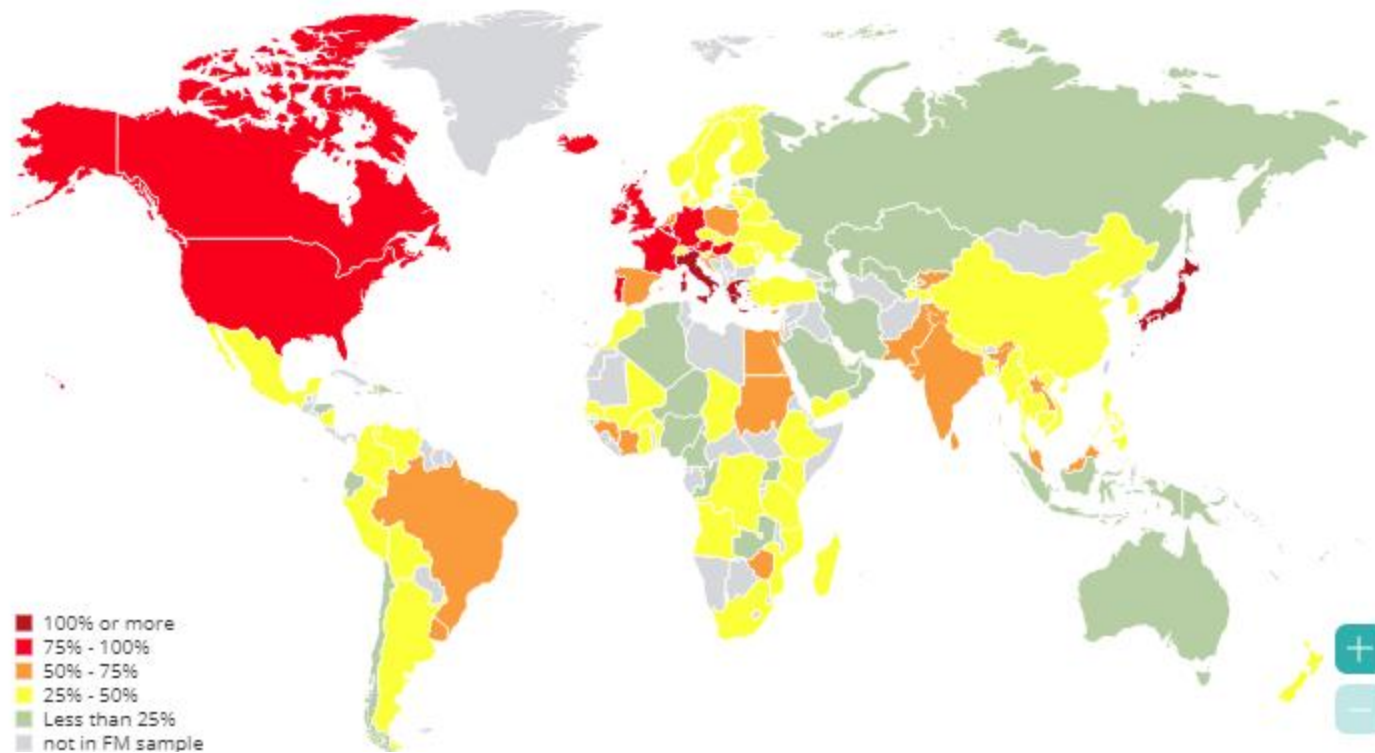 100% or more
75% - 100%
50% - 75%
25% - 50%
Less than 25%
not in FM sample
+
−